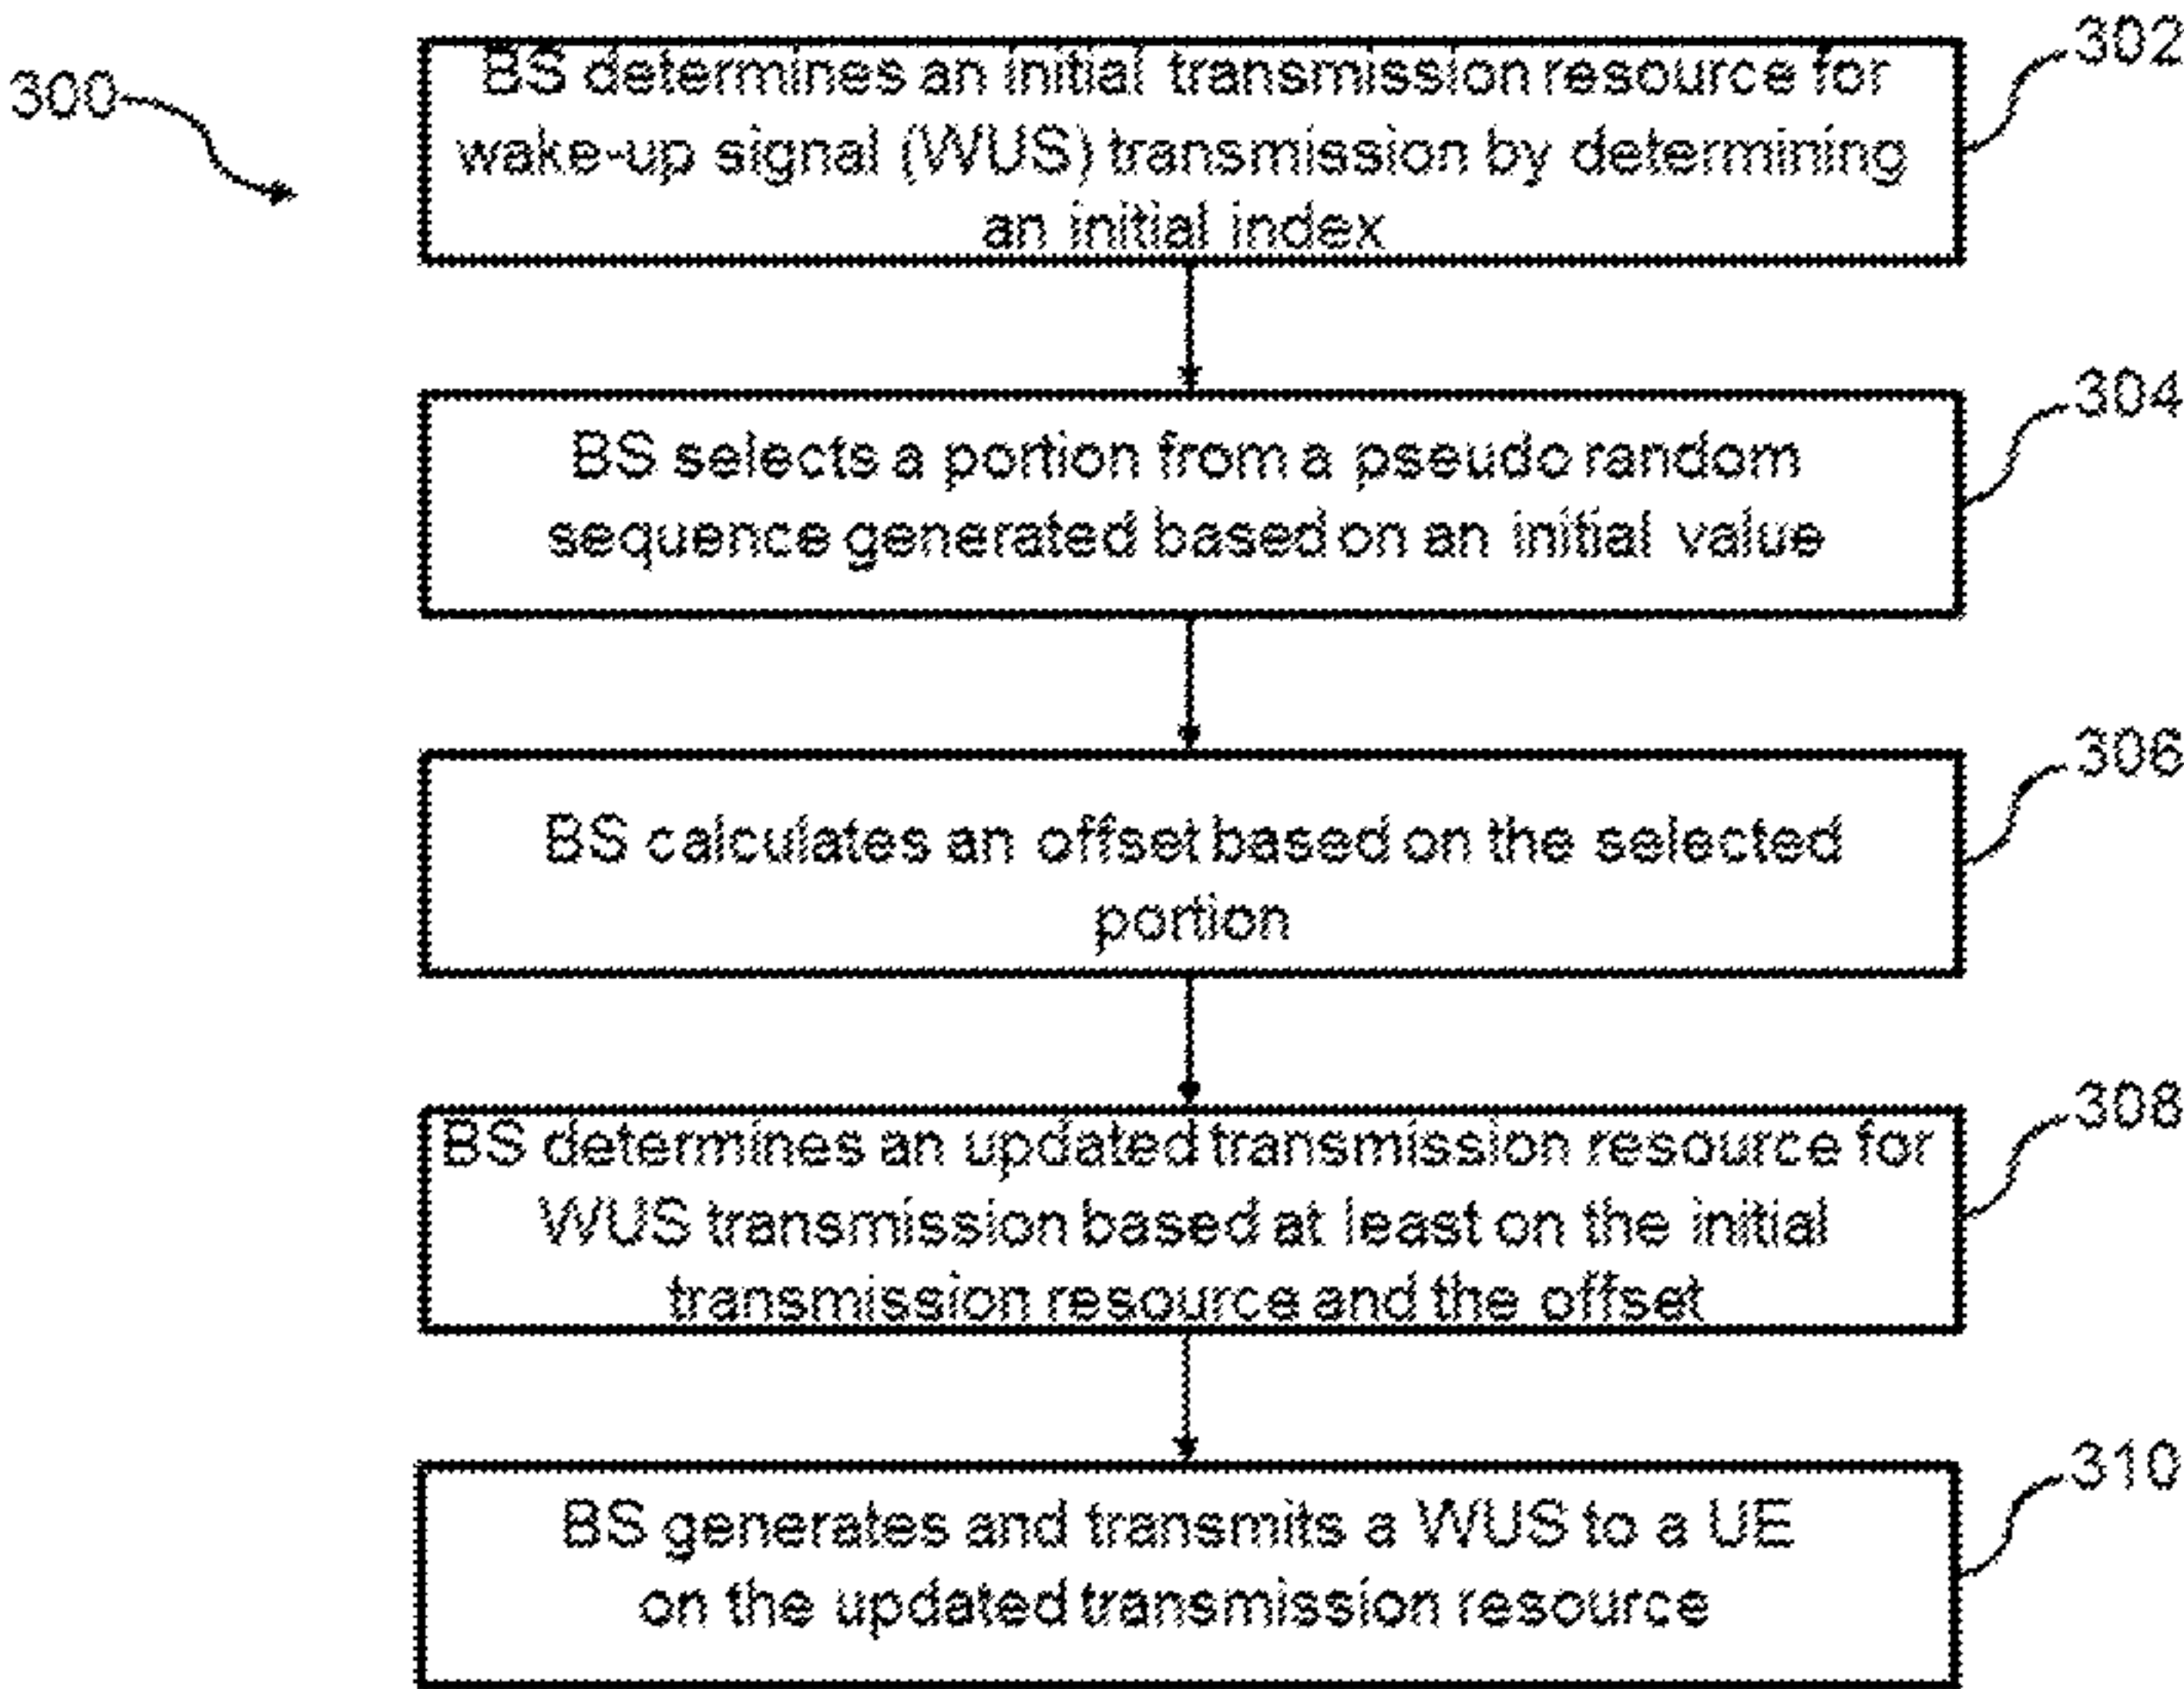 300
BS determines an initial transmission resource for
wake-up signal (WUS) transmission by determining
an initial index
302
BS selects a portion from a pseudo random
sequence generated based on an initial value
304
BS calculates an offset based on the selected
portion
306
BS determines an updated transmission resource for
WUS transmission based at least on the initial
transmission resource and the offset
308
BS generates and transmits a WUS to a UE
on the updated transmission resource
310